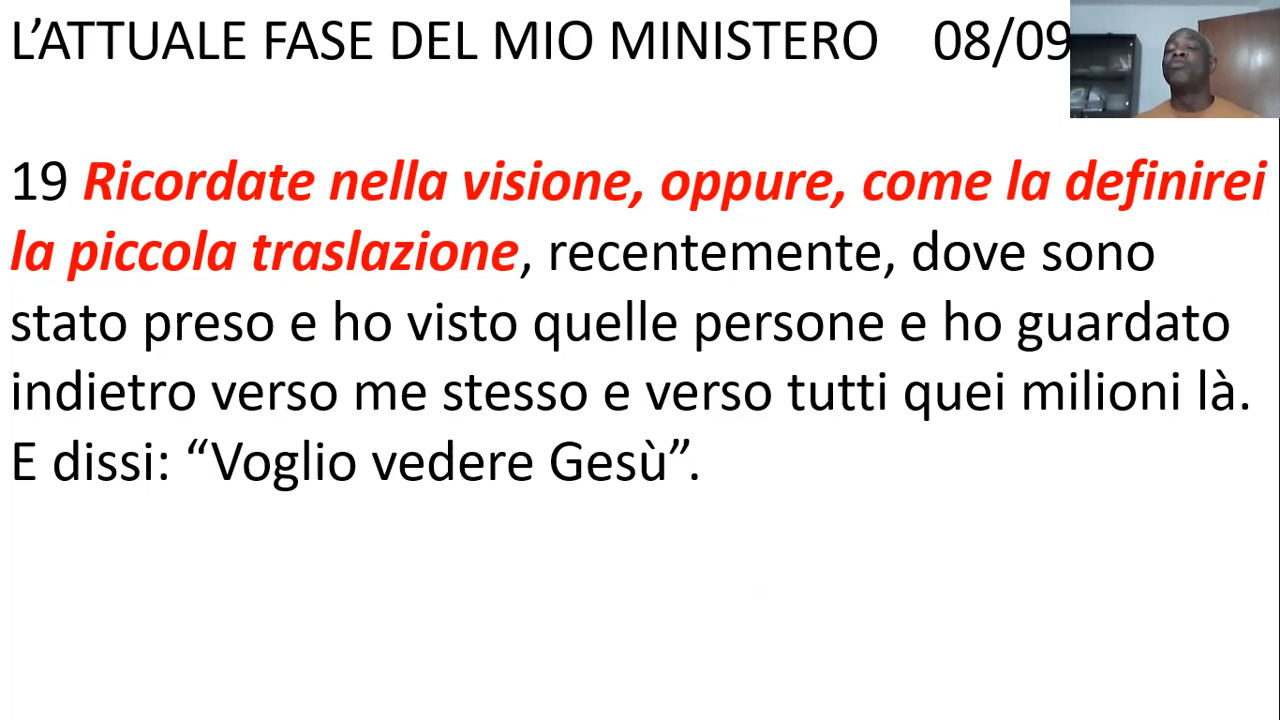 L’ATTUALE FASE DEL MIO MINISTERO 08/09
19 Ricordate nella visione, oppure, come la definirei
la piccola traslazione, recentemente, dove sono
stato preso e ho visto quelle persone e ho guardato
indietro verso me stesso e verso tutti quei milioni là.
E dissi: “Voglio vedere Gesù”.